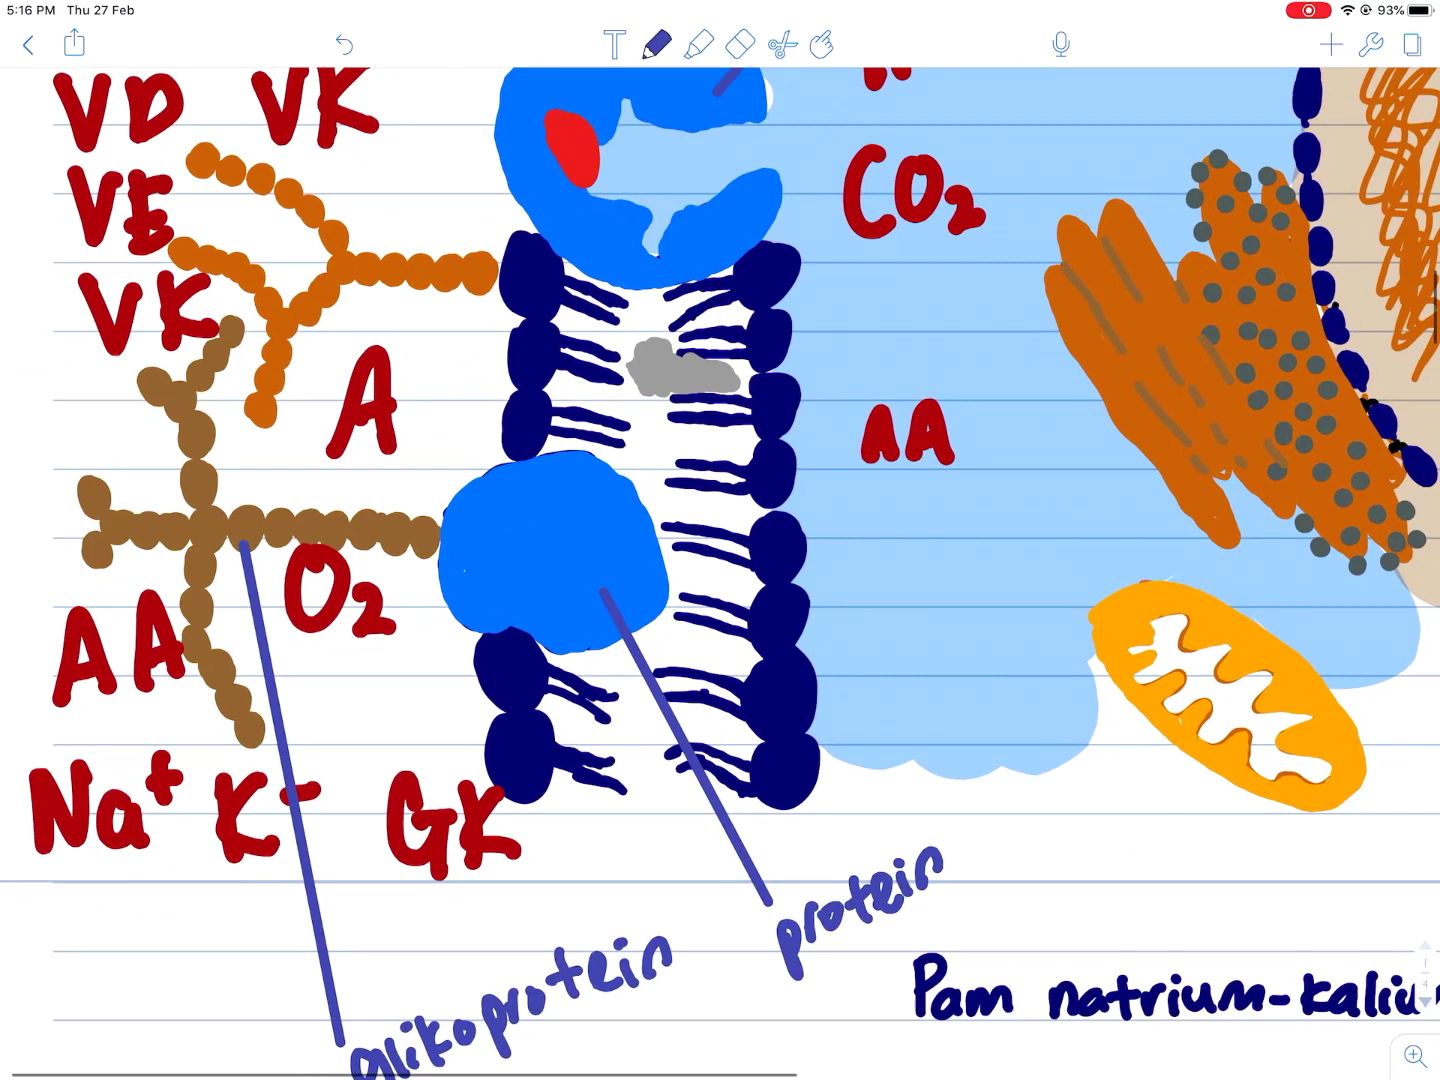 5:16 PM Thu 27 Feb
93%
T
VD VK
VE
CO2
VK
A
AA
O2
AA
Na+ K- GK
protein
glikoprotein
Pam natrium-kaliu